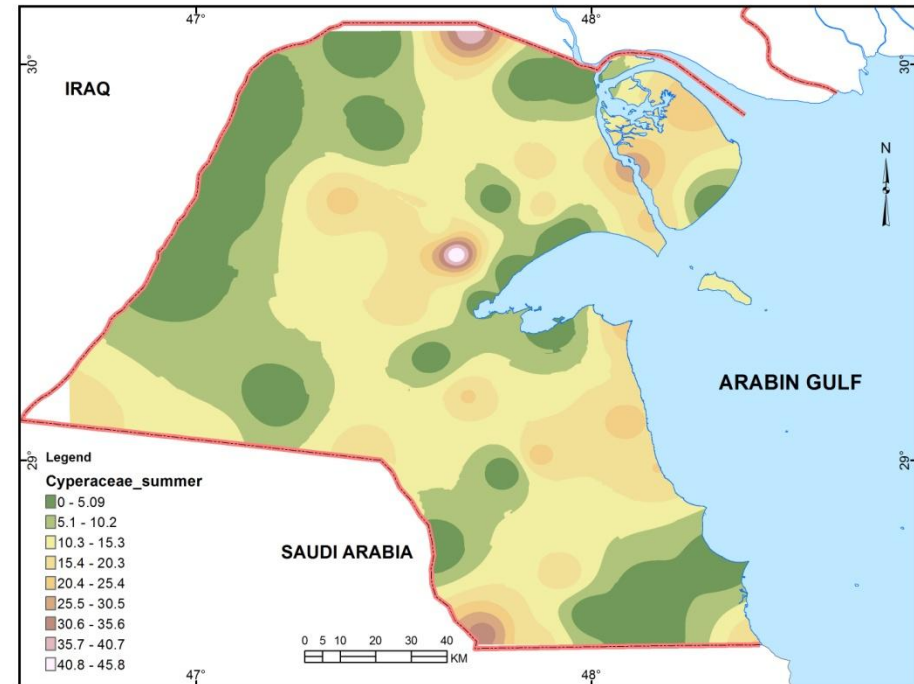 47°
48°
30°
30°
IRAQ
N
ARABIN GULF
29°
29°
Legend
Cyperaceae_summer
0 - 5.09
5.1 - 10.2
10.3 - 15.3
15.4 - 20.3
20.4 - 25.4
25.5 - 30.5
30.6 - 35.6
35.7 - 40.7
40.8 - 45.8
SAUDI ARABIA
0 5 10 20 30 40
KM
47°
48°